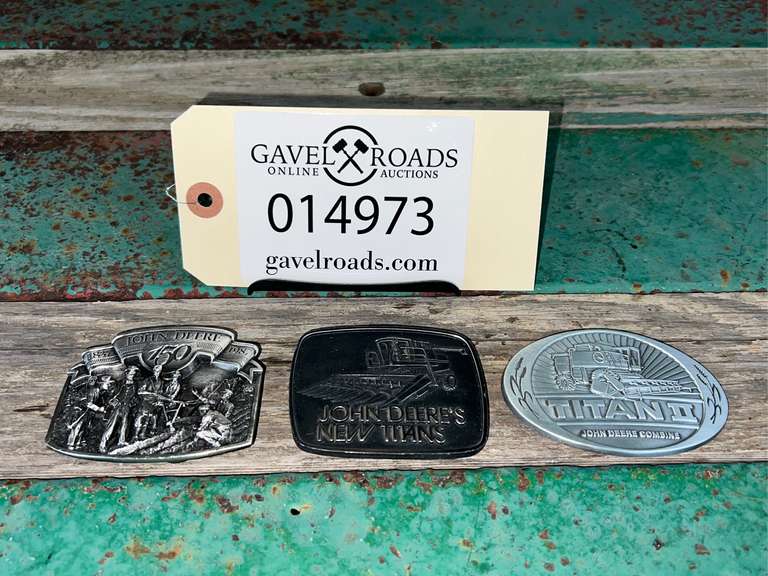 GAVEL ROADS
ONLINE AUCTIONS
014973
gavelroads.com
JOHN DEERE
150
JOHN DEERE'S
NEW TITANS
TITAN II
JOHN DEERE COMBINE